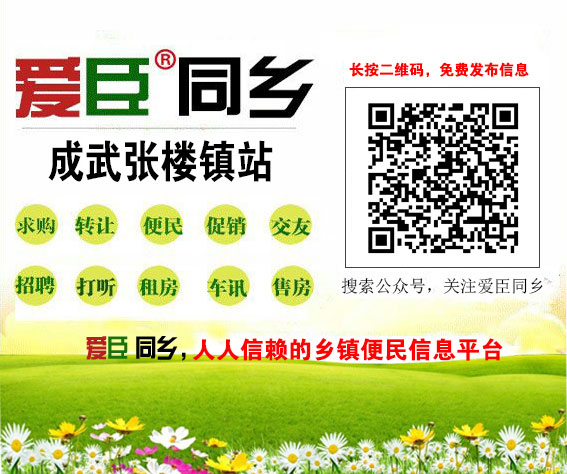 爱臣®同乡
成武张楼镇站
求购 转让 便民 促销 交友
招聘 打听 租房 车讯 售房
长按二维码，免费发布信息
搜索公众号，关注爱臣同乡
爱臣同乡，人人信赖的乡镇便民信息平台